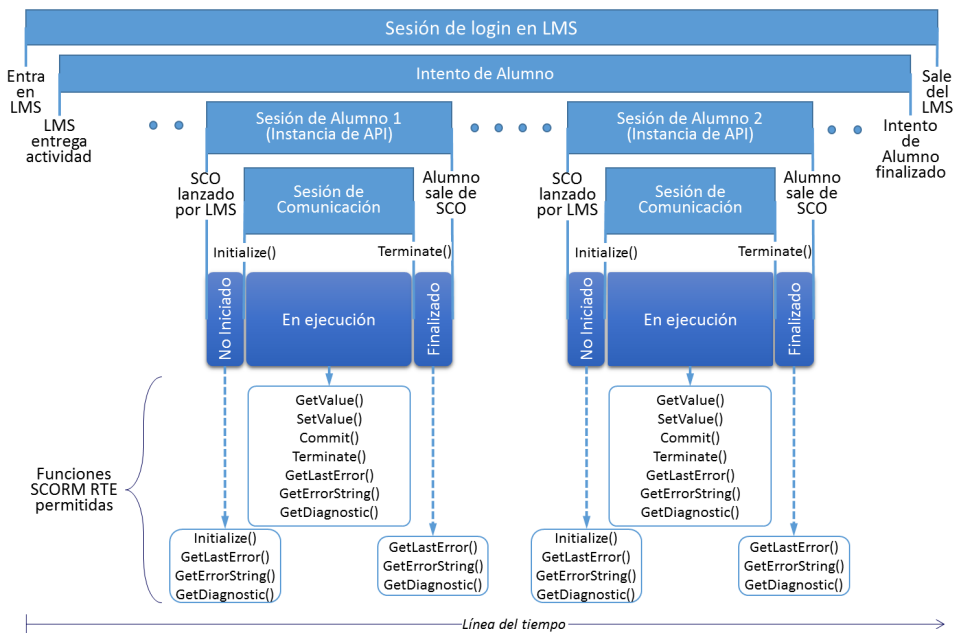 Sesión de login en LMS
Entra
en
LMS
Intento de Alumno
Sale
del
LMS
LMS
entrega
actividad
Sesión de Alumno 1
(Instancia de API)
Sesión de Alumno 2
(Instancia de API)
Intento
de
Alumno
finalizado
SCO
lanzado
por LMS
Sesión de
Comunicación
Alumno
sale de
SCO
SCO
lanzado
por LMS
Sesión de
Comunicación
Alumno
sale de
SCO
Initialize()
Terminate()
Initialize()
Terminate()
No Iniciado
En ejecución
Finalizado
No Iniciado
En ejecución
Finalizado
Funciones
SCORM RTE
permitidas
GetValue()
SetValue()
Commit()
Terminate()
GetLastError()
GetErrorString()
GetDiagnostic()
GetValue()
SetValue()
Commit()
Terminate()
GetLastError()
GetErrorString()
GetDiagnostic()
Initialize()
GetLastError()
GetErrorString()
GetDiagnostic()
GetLastError()
GetErrorString()
GetDiagnostic()
Initialize()
GetLastError()
GetErrorString()
GetDiagnostic()
GetLastError()
GetErrorString()
GetDiagnostic()
Línea del tiempo